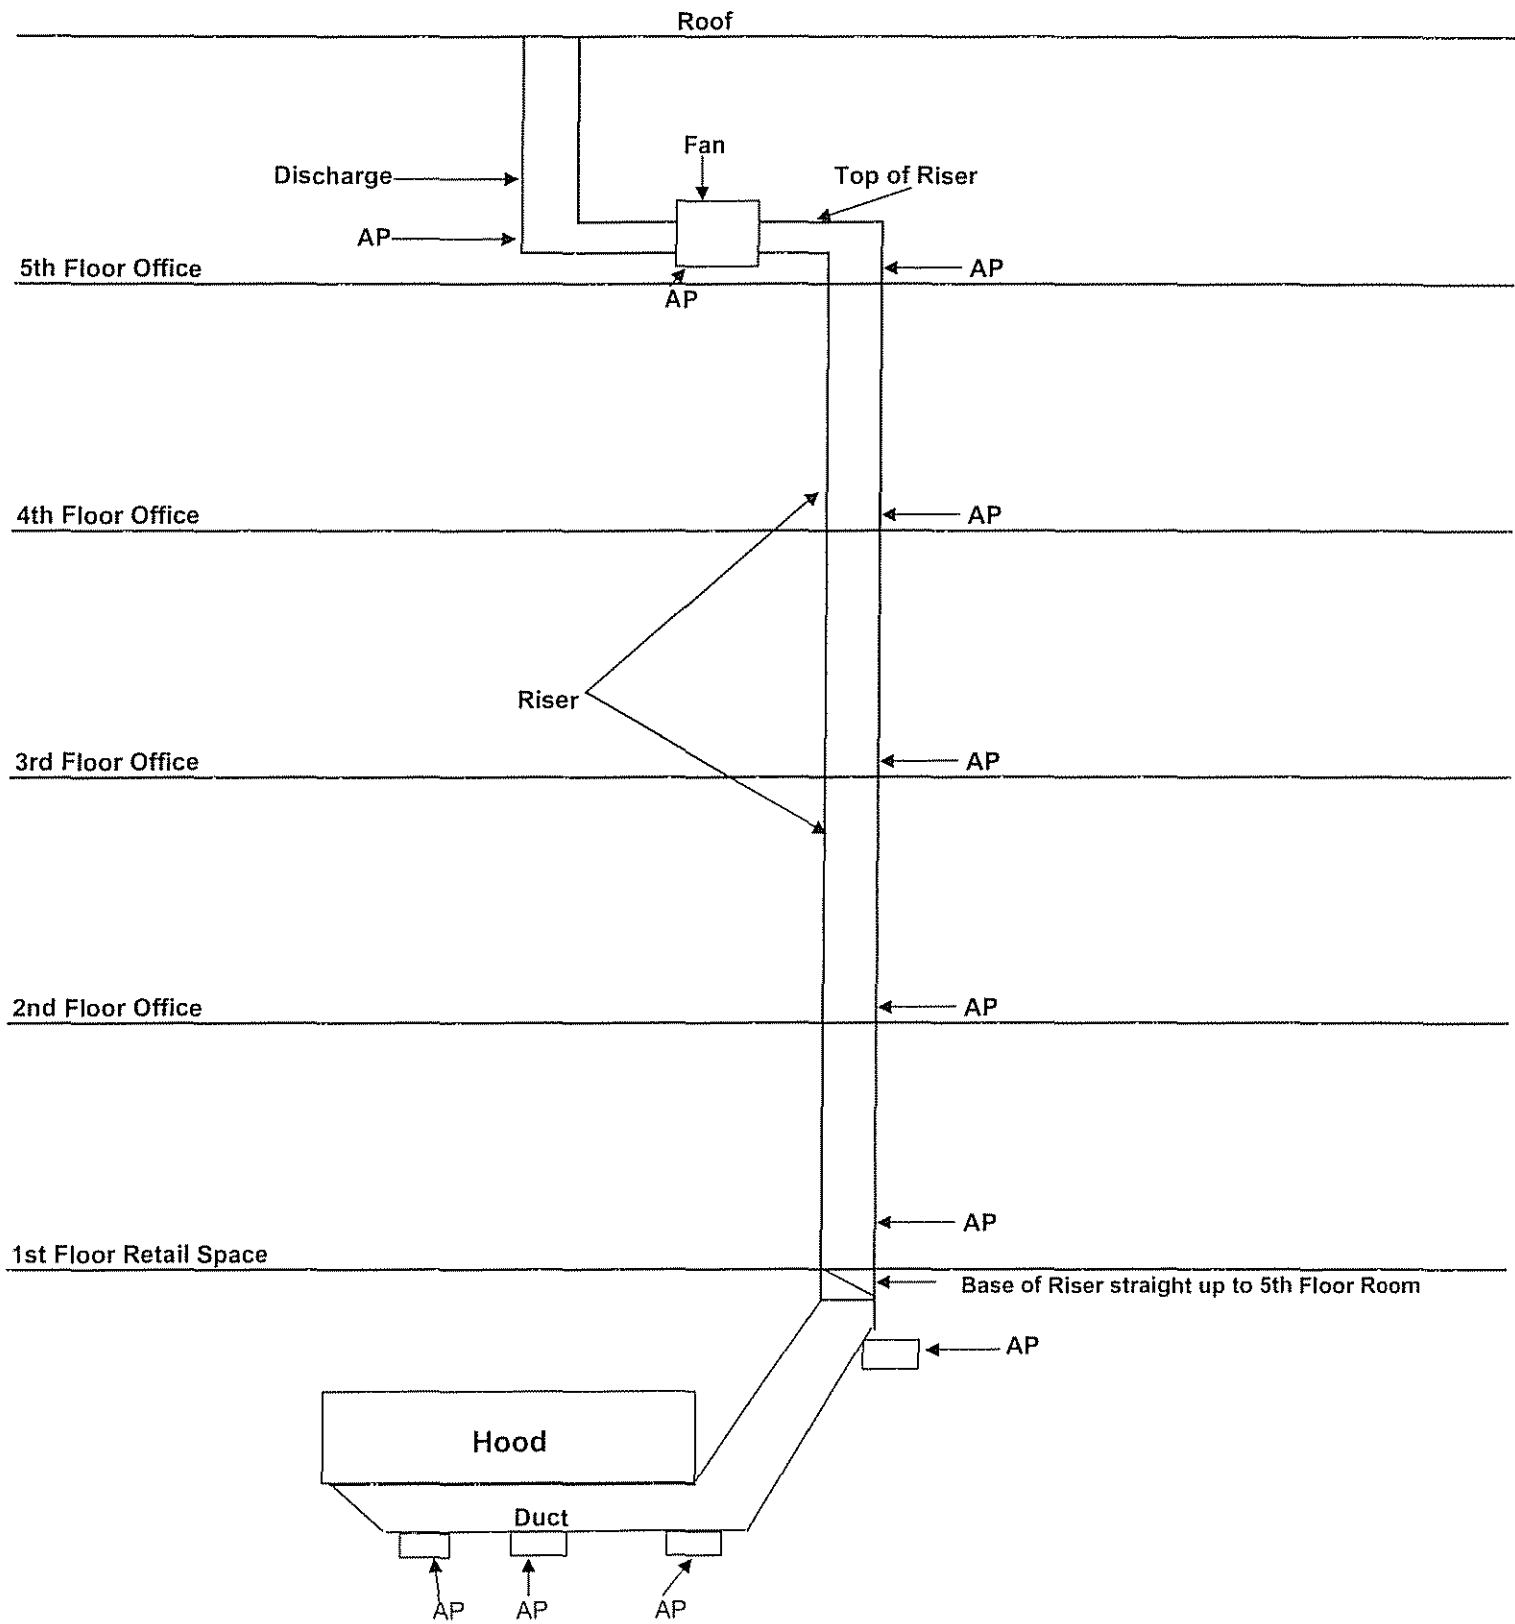 Roof
Fan
Discharge
Top of Riser
AP
5th Floor Office
AP
AP
4th Floor Office
AP
Riser
3rd Floor Office
AP
2nd Floor Office
AP
AP
1st Floor Retail Space
Base of Riser straight up to 5th Floor Room
AP
Hood
Duct
AP
AP
AP